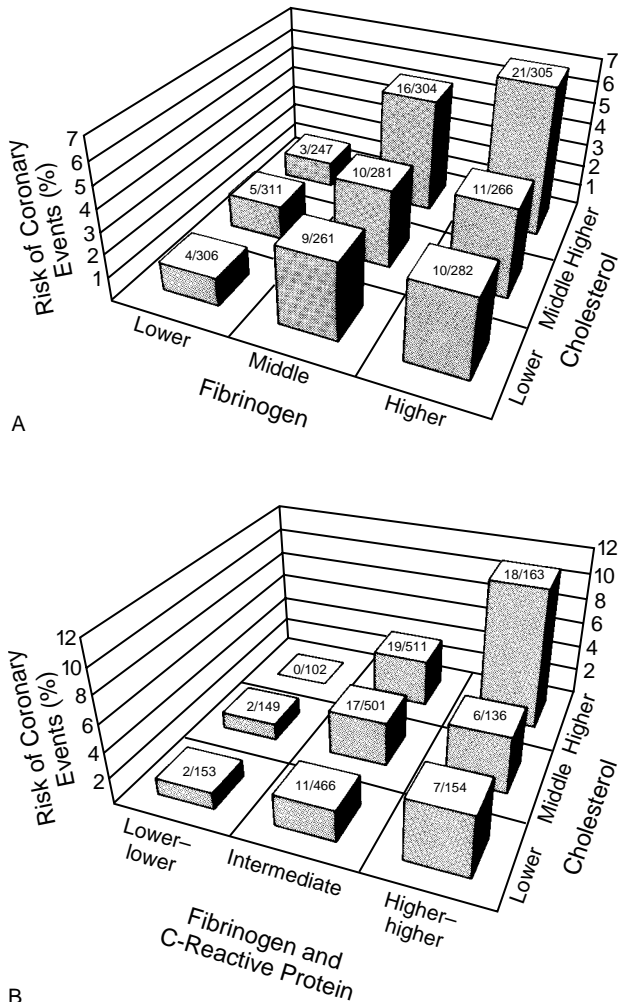 7
6
5
4
3
2
1
Risk of Coronary
Events (%)
16/304
21/305
3/247
10/281
11/266
5/311
9/261
10/282
4/306
7
6
5
4
3
2
1
Lower
Middle
Higher
Fibrinogen
Lower
Middle
Higher
Cholesterol
A
12
10
8
6
4
2
Risk of Coronary
Events (%)
18/163
19/511
0/102
17/501
6/136
2/149
11/466
7/154
2/153
12
10
8
6
4
2
Lower–
lower
Intermediate
Higher–
higher
Fibrinogen and
C-Reactive Protein
Lower
Middle
Higher
Cholesterol
B